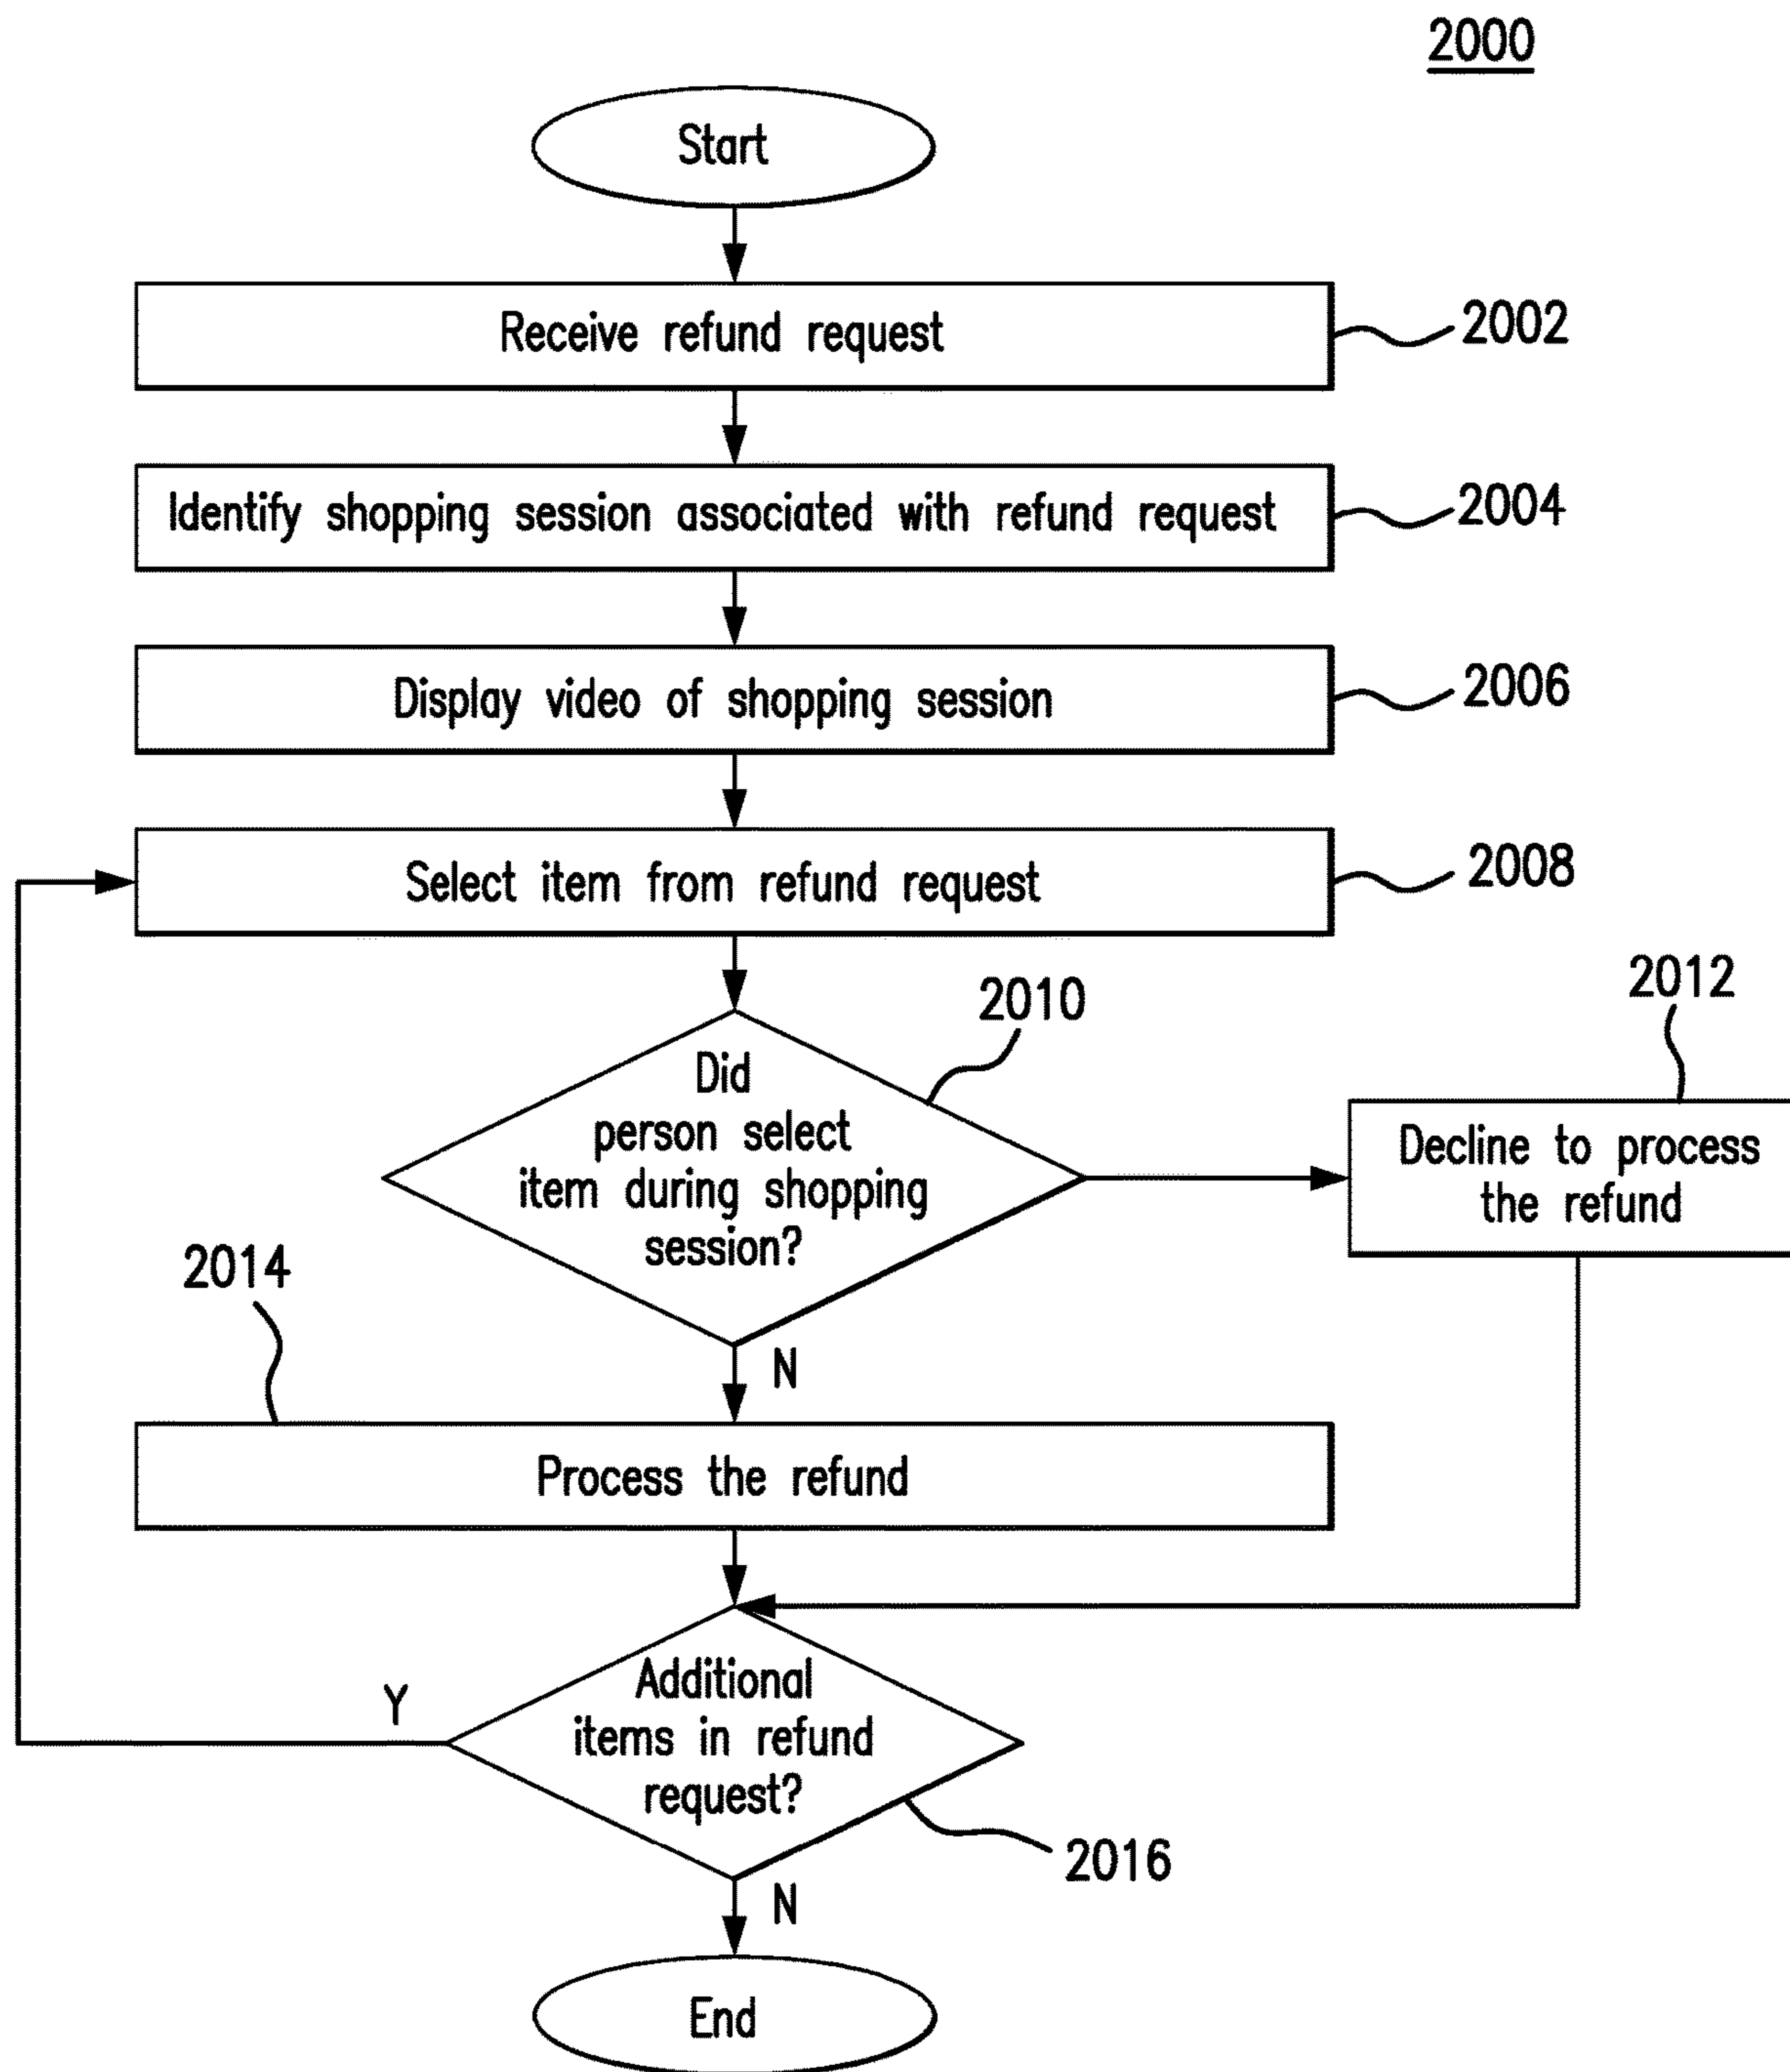 2000
Start
Receive refund request
2002
Identify shopping session associated with refund request
2004
Display video of shopping session
2006
Select item from refund request
2008
2010
2012
Did
person select
item during shopping
session?
Decline to process
the refund
2014
N
Process the refund
Additional
items in refund
request?
Y
2016
N
End